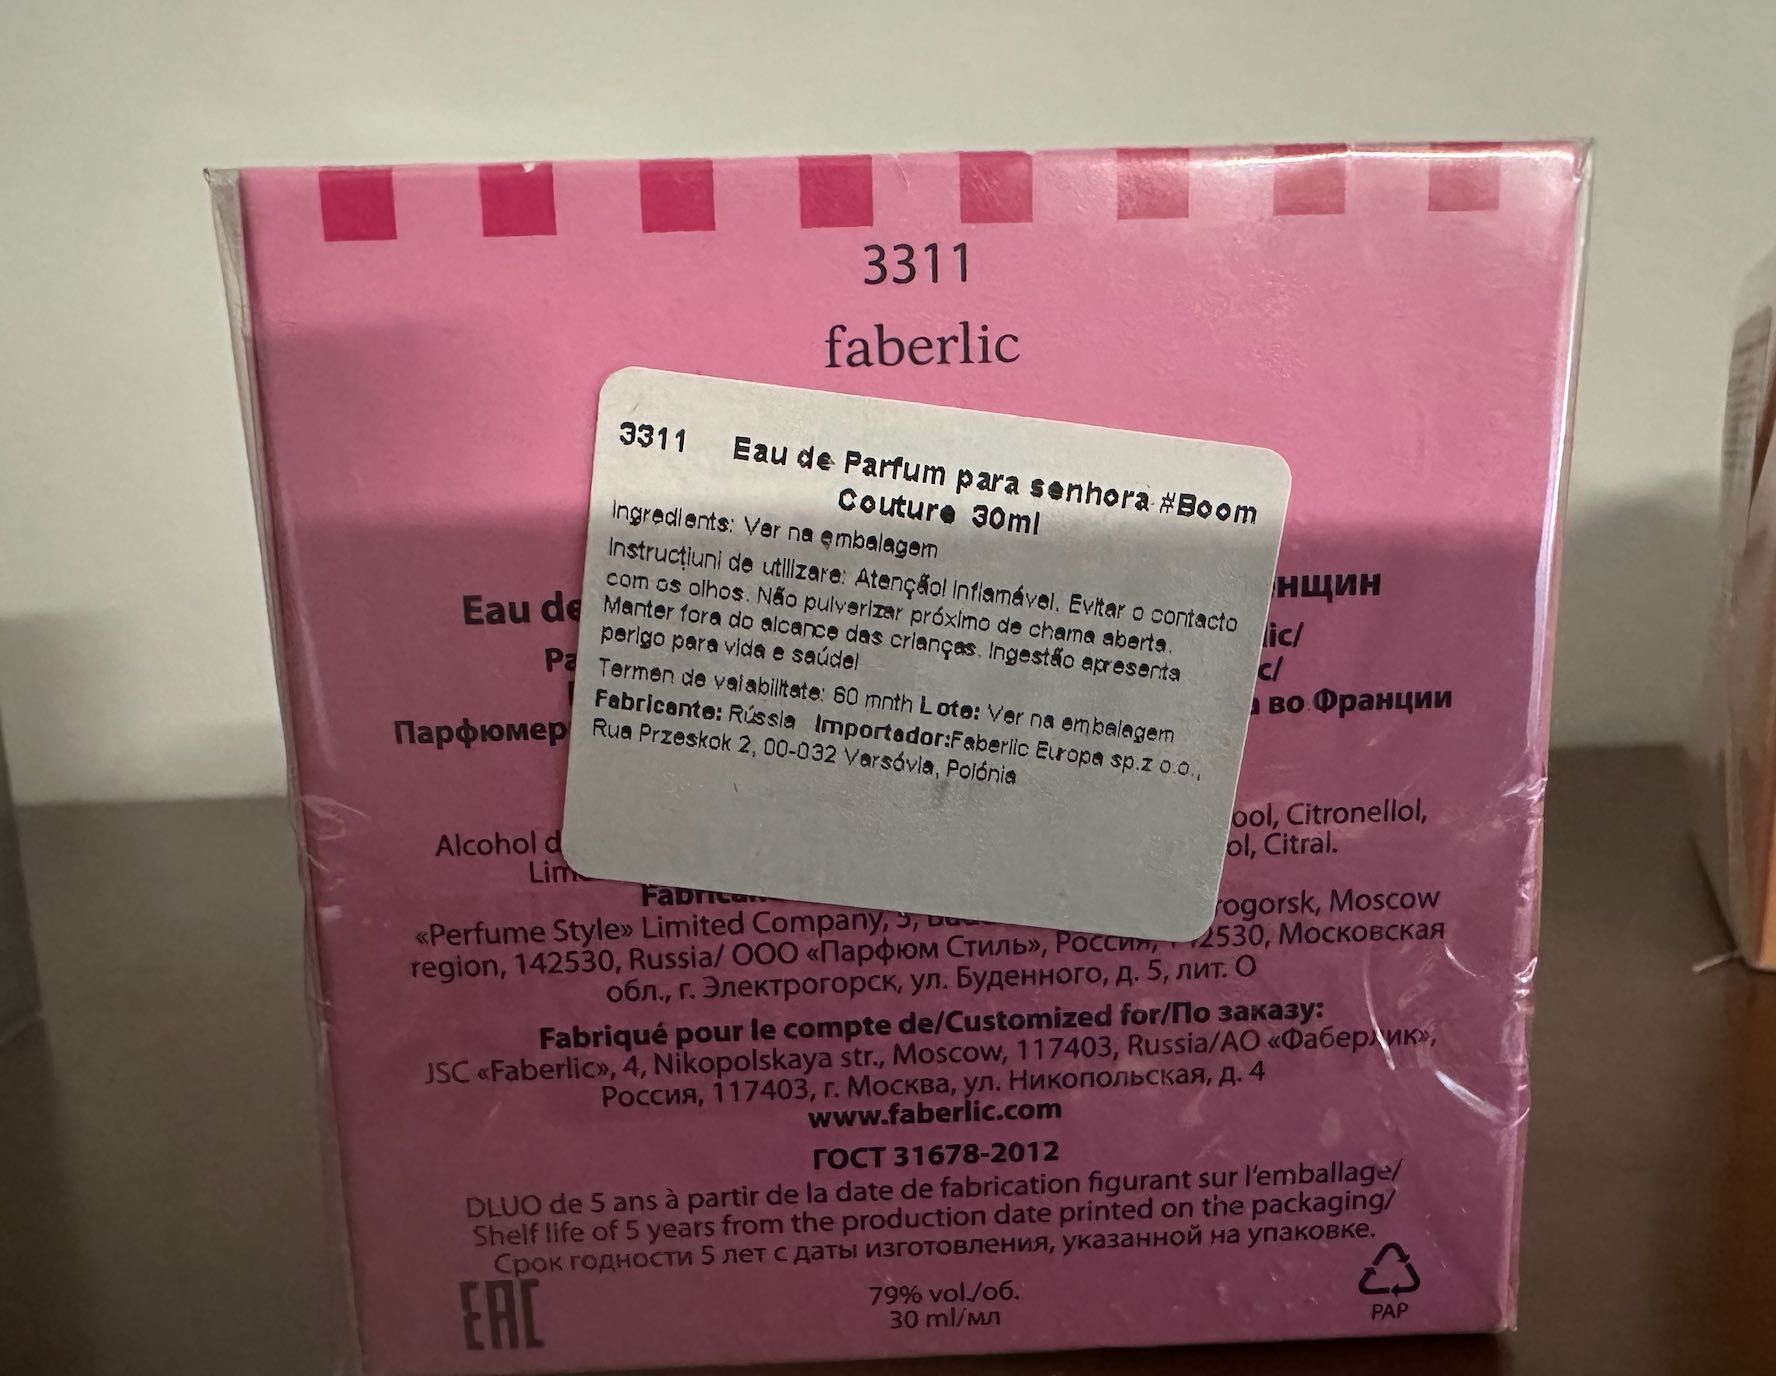 3311
faberlic
3311 Eau de Parfum para senhora #Boom
Couture 30ml
Ingredients: Ver na embalagem
Instrucțiuni de utilizare: Atenção! Inflamável. Evitar o contacto
com os olhos. Não pulverizar próximo de chama aberta.
Manter fora do alcance das crianças. Ingestão apresenta
perigo para vida e saúde!
Termen de valabilitate: 60 mnth Lote: Ver na embalagem
Fabricante: Rússia Importador:Faberlic Europa sp.z o.o.,
Rua Przeskok 2, 00-032 Varsóvia, Polónia
Eau de
во Франции
Citronellol,
Alcohol
Citral.
Moscow
«Perfume Style» Limited Company, 5,
Московская
region, 142530, Russia/ ООО «Парфюм Стиль», Россия,
обл., г. Электрогорск, ул. Буденного, д. 5, лит. О
Fabriqué pour le compte de/Customized for/По заказу:
JSC «Faberlic», 4, Nikopolskaya str., Moscow, 117403, Russia/АО «Фаберлик»,
Россия, 117403, г. Москва, ул. Никопольская, д. 4
www.faberlic.com
ГОСТ 31678-2012
DLUO de 5 ans à partir de la date de fabrication figurant sur l'emballage/
Shelf life of 5 years from the production date printed on the packaging/
Срок годности 5 лет с даты изготовления, указанной на упаковке.
EAC
79% vol./об.
30 ml/мл
PAP